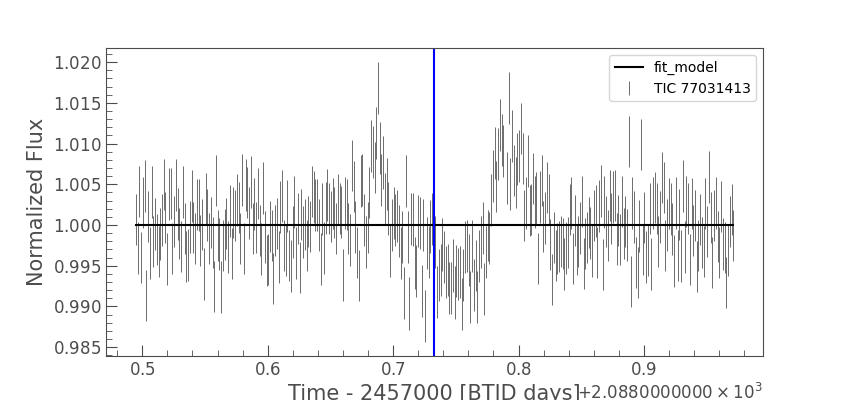 1.020
1.015
1.010
1.005
1.000
0.995
0.990
0.985
Normalized Flux
fit_model
TIC 77031413
0.5 0.6 0.7 0.8 0.9
Time - 2457000 [BTJD days]
+2.0880000000 × 10³